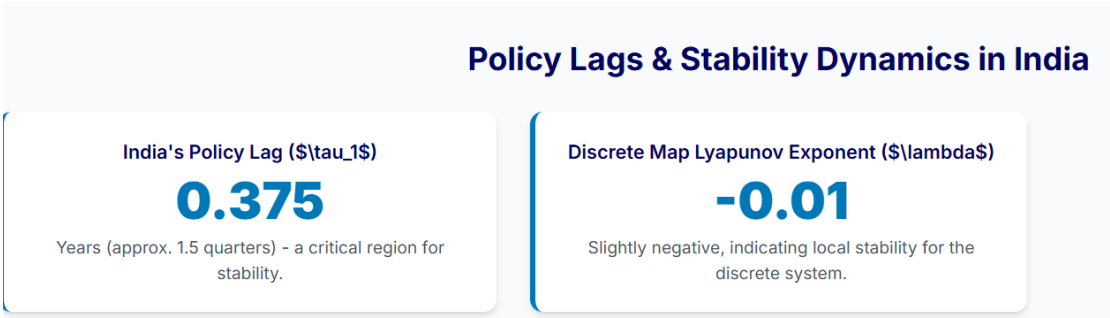 Policy Lags & Stability Dynamics in India
India's Policy Lag ($\tau_1$)
0.375
Years (approx. 1.5 quarters) - a critical region for
stability.
Discrete Map Lyapunov Exponent ($\lambda$)
-0.01
Slightly negative, indicating local stability for the
discrete system.